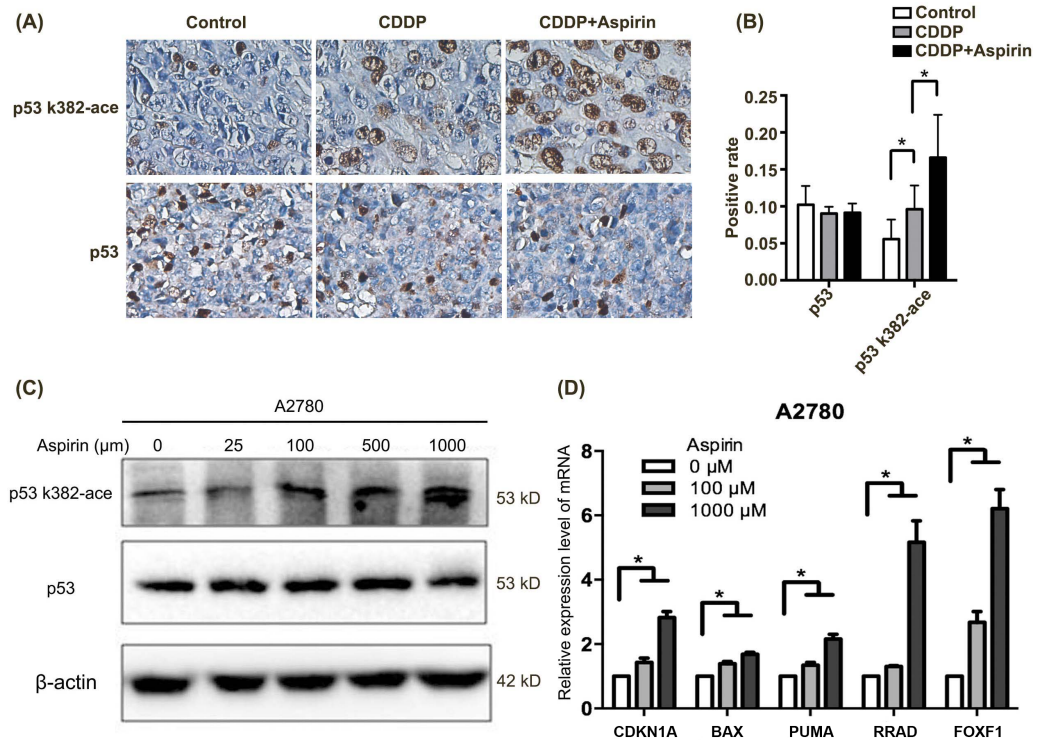 (A)
Control CDDP CDDP+Aspirin
p53 k382-ace
p53
(B)
Control
CDDP
CDDP+Aspirin
*
*
Positive rate
0.25
0.20
0.15
0.10
0.05
0.00
p53
p53 k382-ace
(C)
A2780
Aspirin (μm) 0 25 100 500 1000
p53 k382-ace 53 kD
p53 53 kD
β-actin 42 kD
(D)
A2780
Relative expression level of mRNA
8
6
4
2
0
Aspirin
0 μM
100 μM
1000 μM
*
*
*
*
*
CDKN1A BAX PUMA RRAD FOXF1